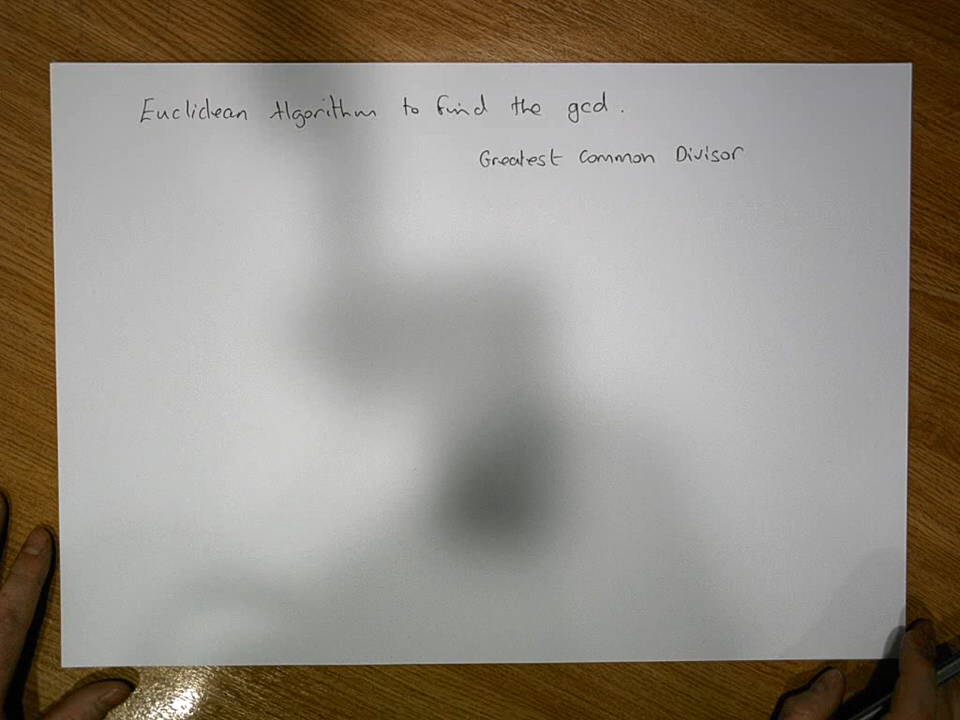 Euclidean Algorithm to find the gcd.
Greatest Common Divisor